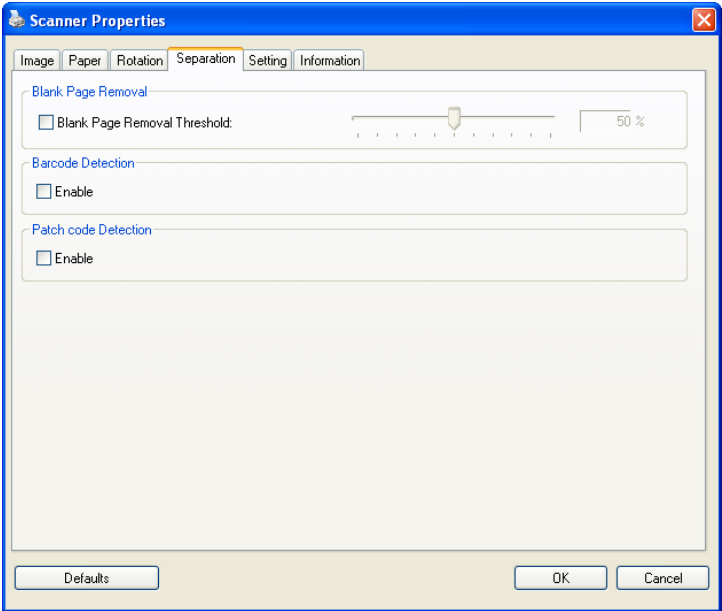 Scanner Properties
Image Paper Rotation Separation Setting Information
Blank Page Removal
Blank Page Removal Threshold: 50 %
Barcode Detection
Enable
Patch code Detection
Enable
Defaults OK Cancel